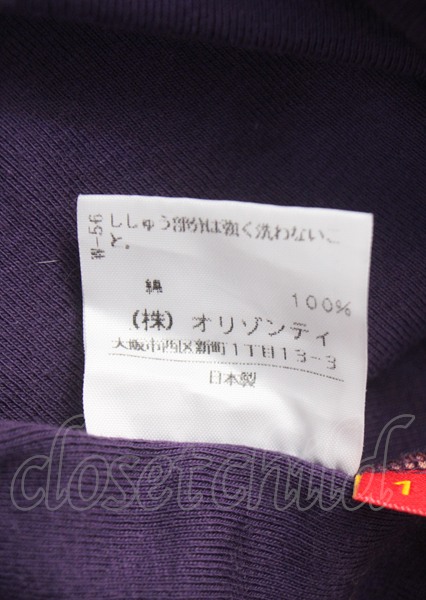 W-56
ししゅう部分は強く洗わないこ
と。
綿 100%
(株) オリゾンティ
大阪市西区新町1丁目13-3
日本製
closet child